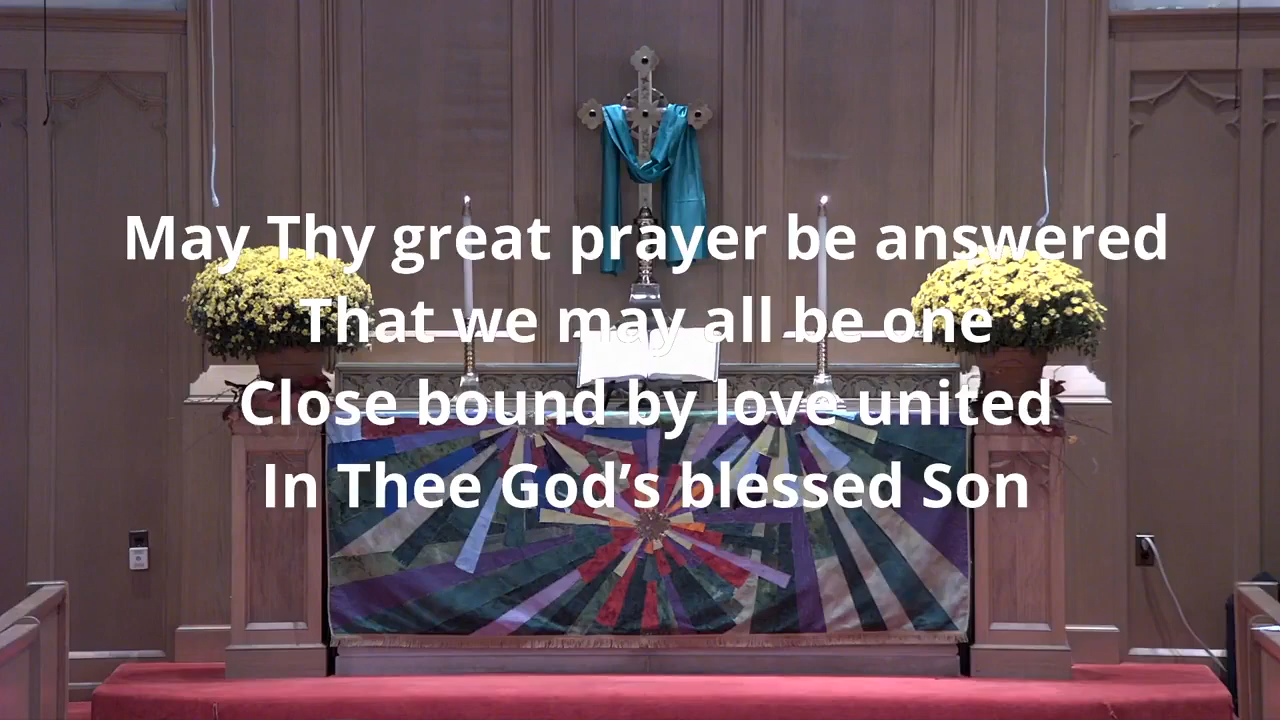 May Thy great prayer be answered
That we may all be one
Close bound by love united
In Thee God’s blessed Son